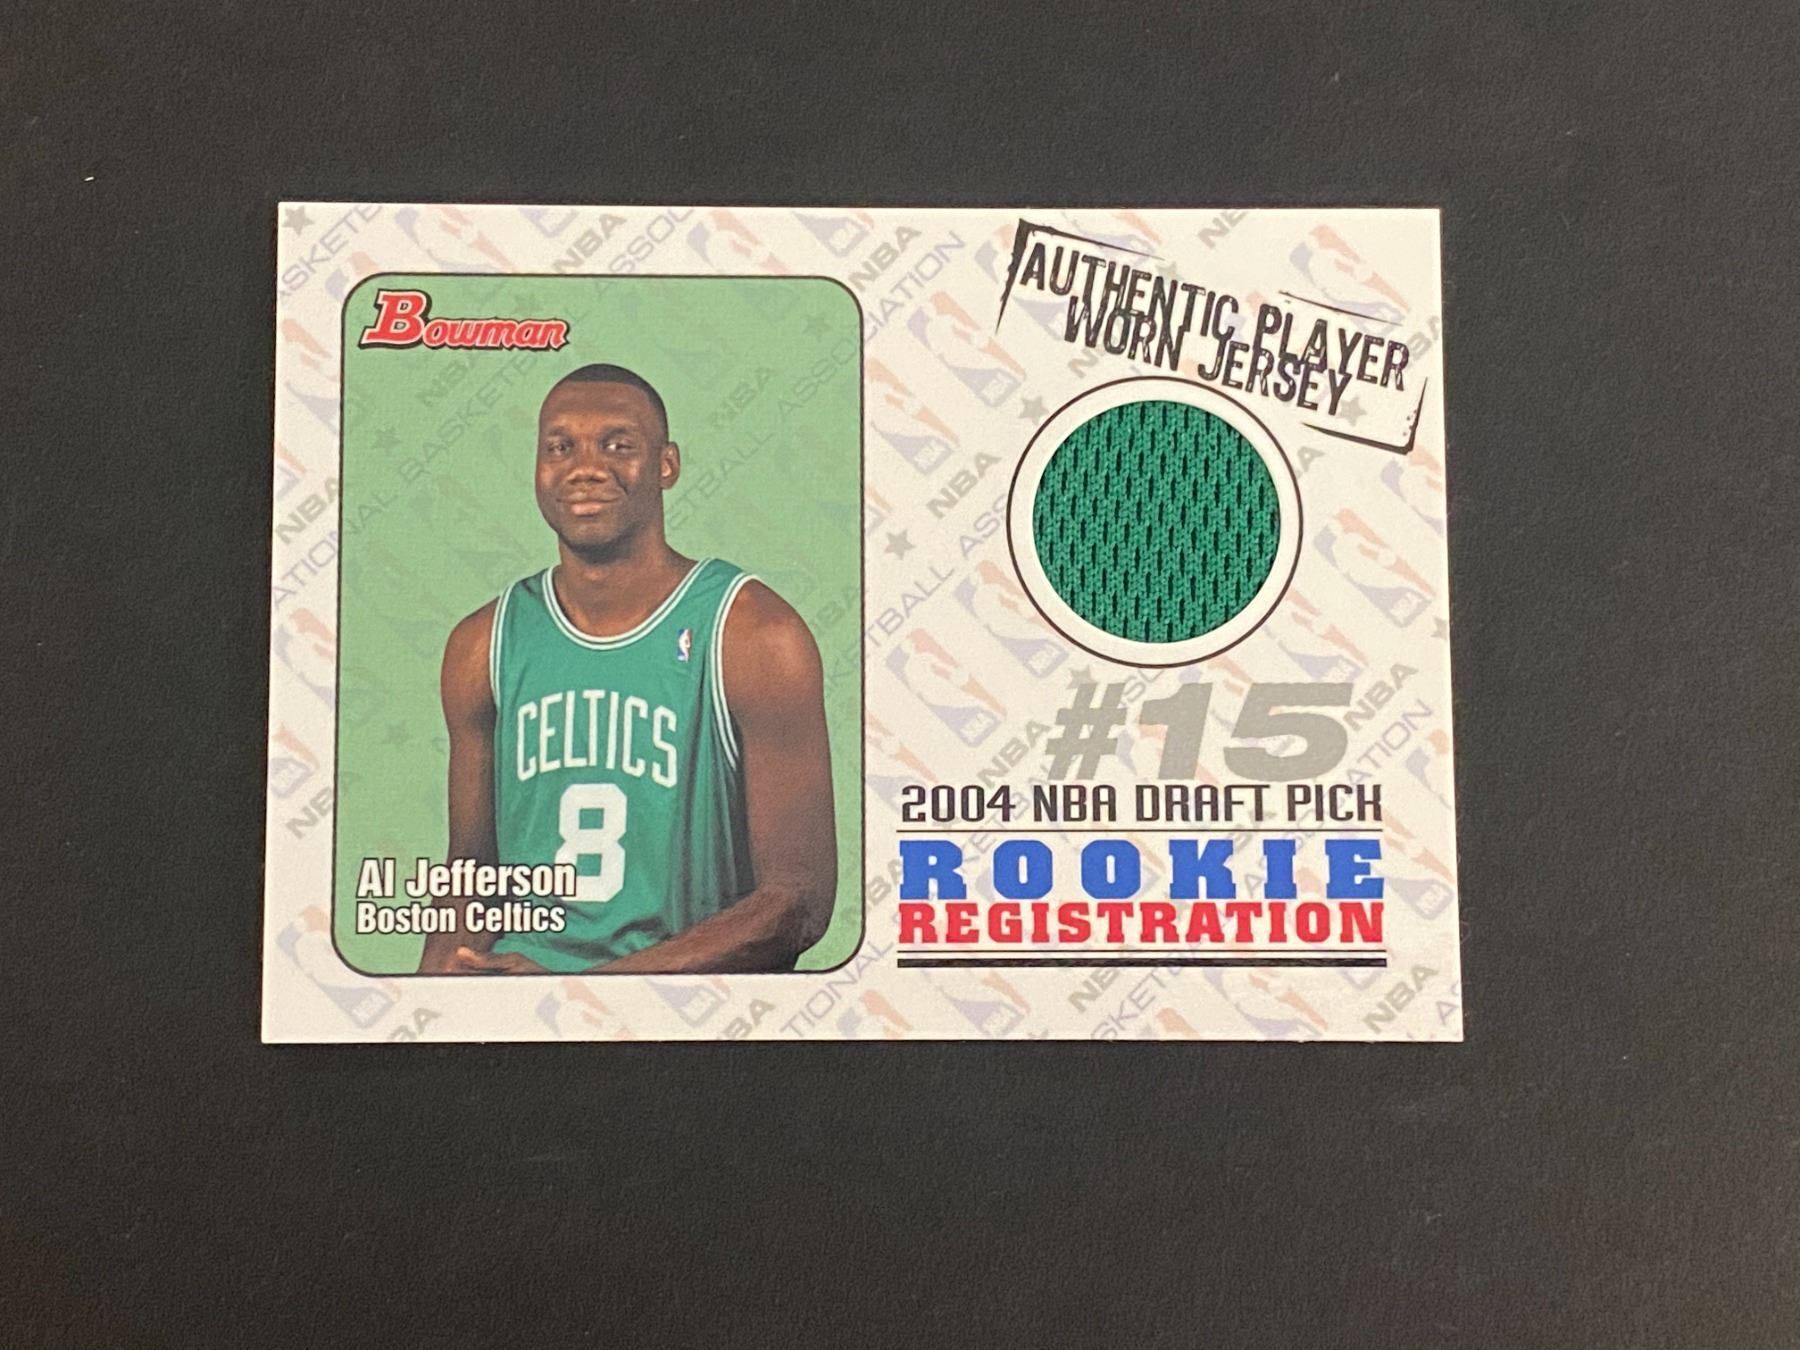 Bowman
AUTHENTIC PLAYER
WORN JERSEY
CELTICS
8
Al Jefferson
Boston Celtics
#15
2004 NBA DRAFT PICK
ROOKIE
REGISTRATION